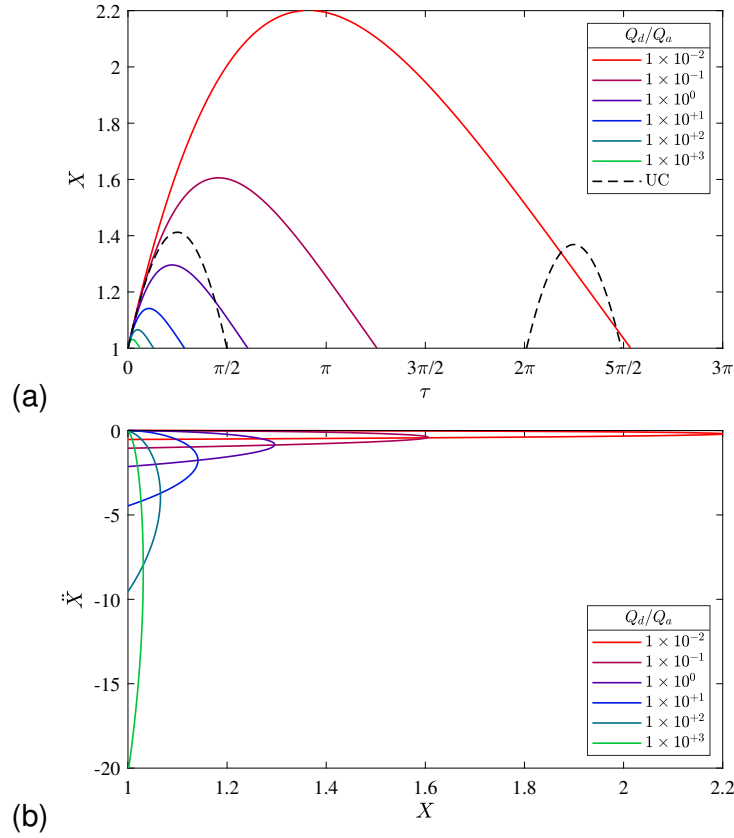 2.2
2
1.8
1.6
1.4
1.2
1
X
0 π/2 π 3π/2 2π 5π/2 3π
τ
Q_d/Q_a
1 × 10^{-2}
1 × 10^{-1}
1 × 10^{0}
1 × 10^{+1}
1 × 10^{+2}
1 × 10^{+3}
UC
(a)
0
-5
-10
-15
-20
Ẍ
1 1.2 1.4 1.6 1.8 2 2.2
X
Q_d/Q_a
1 × 10^{-2}
1 × 10^{-1}
1 × 10^{0}
1 × 10^{+1}
1 × 10^{+2}
1 × 10^{+3}
(b)